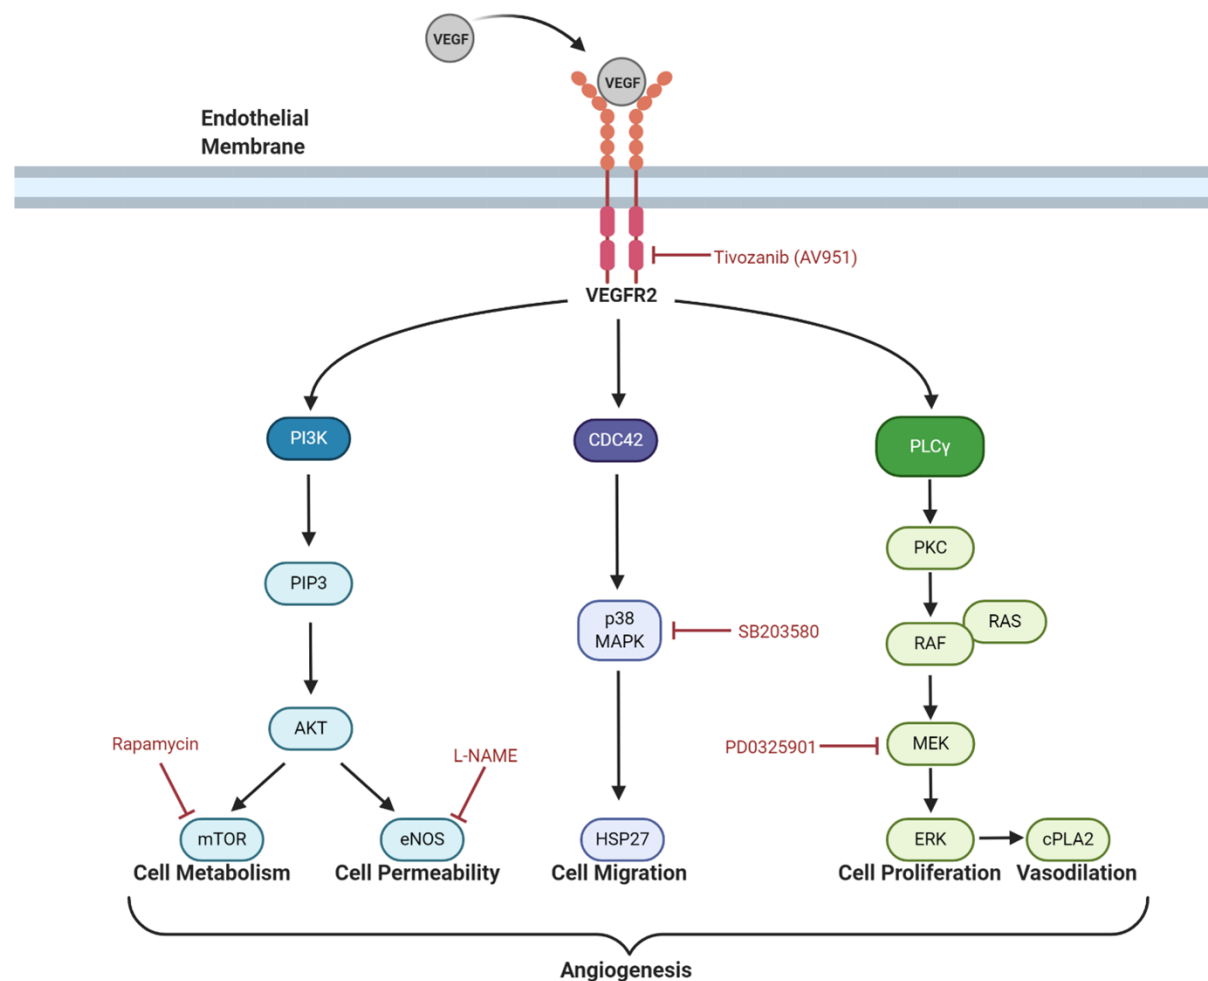 VEGF
VEGF
Endothelial
Membrane
Tivozanib (AV951)
VEGFR2
PI3K
CDC42
PLCγ
PKC
PIP3
p38
MAPK
SB203580
RAF
RAS
AKT
Rapamycin
L-NAME
PD0325901
MEK
mTOR
eNOS
HSP27
ERK
cPLA2
Cell Metabolism
Cell Permeability
Cell Migration
Cell Proliferation
Vasodilation
Angiogenesis